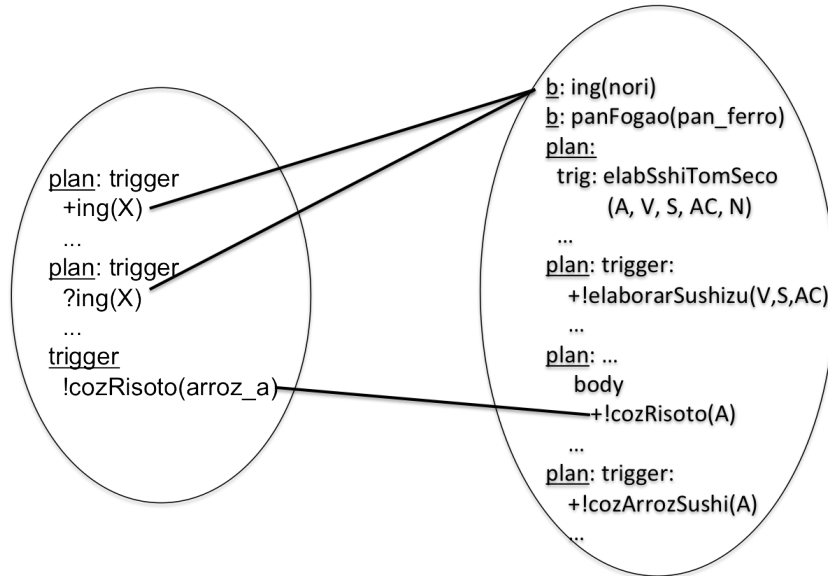 plan: trigger
+ing(X)
...
plan: trigger
?ing(X)
...
trigger
!cozRisoto(arroz_a)
b: ing(nori)
b: panFogao(pan_ferro)
plan:
trig: elabSshiTomSeco
(A, V, S, AC, N)
...
plan: trigger:
+!elaborarSushizu(V,S,AC)
...
plan: ...
body
+!cozRisoto(A)
...
plan: trigger:
+!cozArrozSushi(A)
...